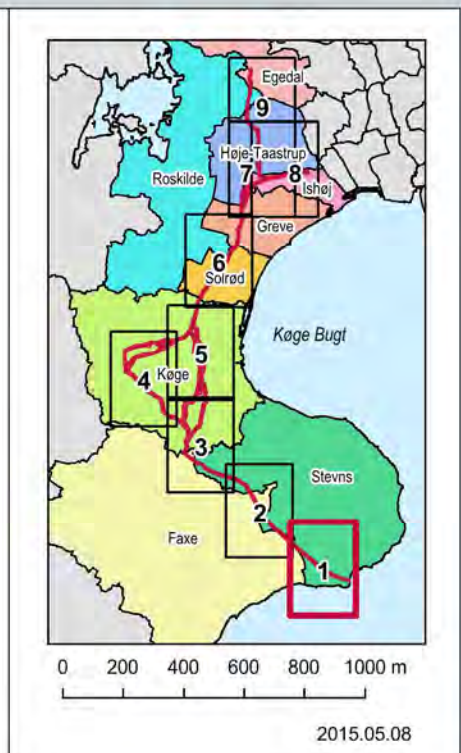 Egedal
9
Høje-Taastrup
7
8
Ishøj
Roskilde
Greve
6
Solrød
Køge Bugt
5
Køge
4
3
Stevns
2
Faxe
1
0 200 400 600 800 1000 m
2015.05.08